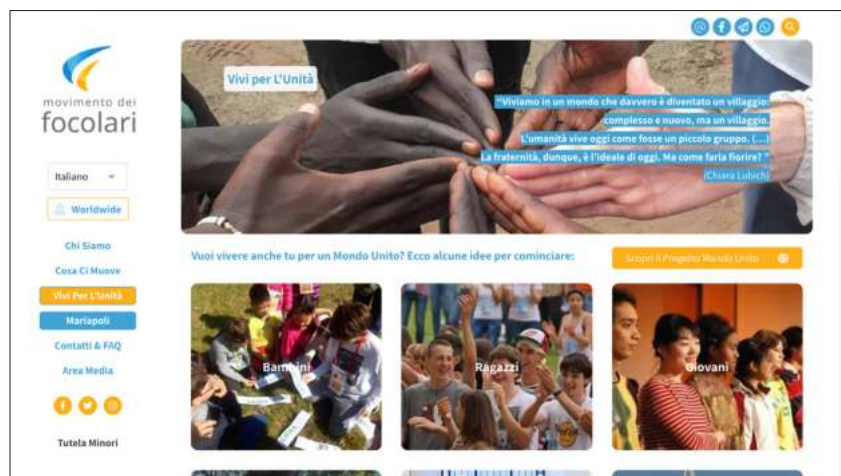 movimento dei
focolari
Italiano
Worldwide
Chi Siamo
Cosa Ci Muove
Vivi Per L'Unità
Mariapoli
Contatti & FAQ
Area Media
Tutela Minori
Vivi per L'Unità
"Viviamo in un mondo che davvero è diventato un villaggio:
complesso e nuovo, ma un villaggio.
L'umanità vive oggi come fosse un piccolo gruppo. (...)
La fraternità, dunque, è l'ideale di oggi. Ma come farla fiorire? "
(Chiara Lubich)
Vuoi vivere anche tu per un Mondo Unito? Ecco alcune idee per cominciare:
Scopri il Progetto Mondo Unito
Bambini
Ragazzi
Giovani